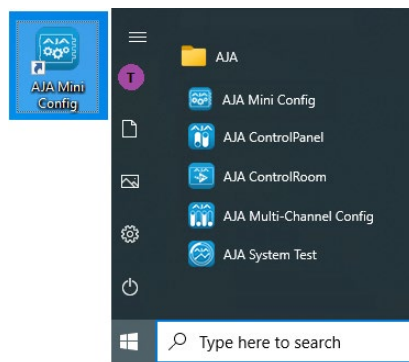 AJA Mini
Config
AJA
T
AJA Mini Config
AJA ControlPanel
AJA ControlRoom
AJA Multi-Channel Config
AJA System Test
Type here to search